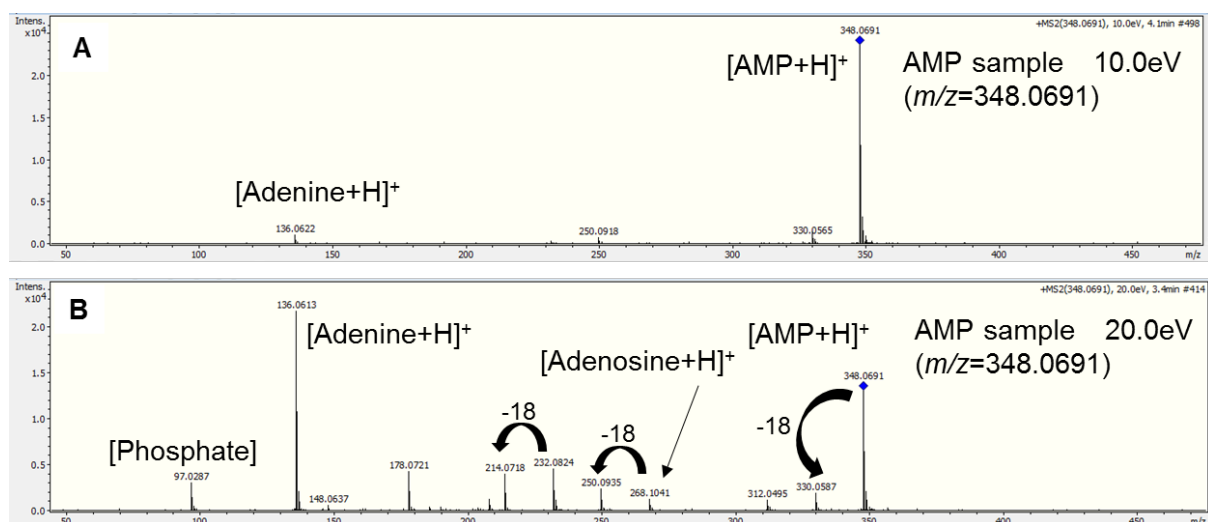 Intens.
x10⁴
+MS2(348.0691), 10.0eV, 4.1min #498
A
348.0691
[AMP+H]⁺
AMP sample 10.0eV
(m/z=348.0691)
2.0
1.5
1.0
[Adenine+H]⁺
0.5
136.0622
250.0918
330.0565
0.0
50 100 150 200 250 300 350 400 450 m/z
Intens.
x10⁴
+MS2(348.0691), 20.0eV, 3.4min #414
B
136.0613
[Adenine+H]⁺
[AMP+H]⁺
AMP sample 20.0eV
(m/z=348.0691)
2.0
[Adenosine+H]⁺
348.0691
1.5
-18
-18
-18
1.0
[Phosphate]
0.5
97.0287
148.0637
178.0721
214.0718
232.0824
250.0935
268.1041
312.0495
330.0587
0.0
50 100 150 200 250 300 350 400 450 m/z